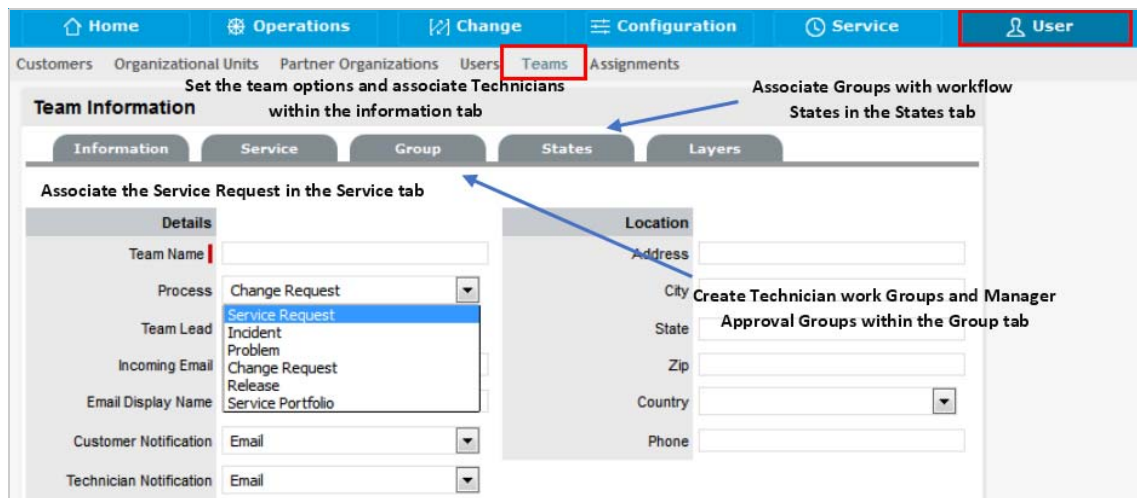 Home Operations Change Configuration Service User
Customers Organizational Units Partner Organizations Users Teams Assignments
Set the team options and associate Technicians
within the information tab
Associate Groups with workflow
States in the States tab
Team Information
Information Service Group States Layers
Associate the Service Request in the Service tab
Details
Team Name
Process Change Request
Service Request
Incident
Problem
Change Request
Release
Service Portfolio
Team Lead
Incoming Email
Email Display Name
Customer Notification Email
Technician Notification Email
Location
Address
City
Create Technician work Groups and Manager
Approval Groups within the Group tab
State
Zip
Country
Phone